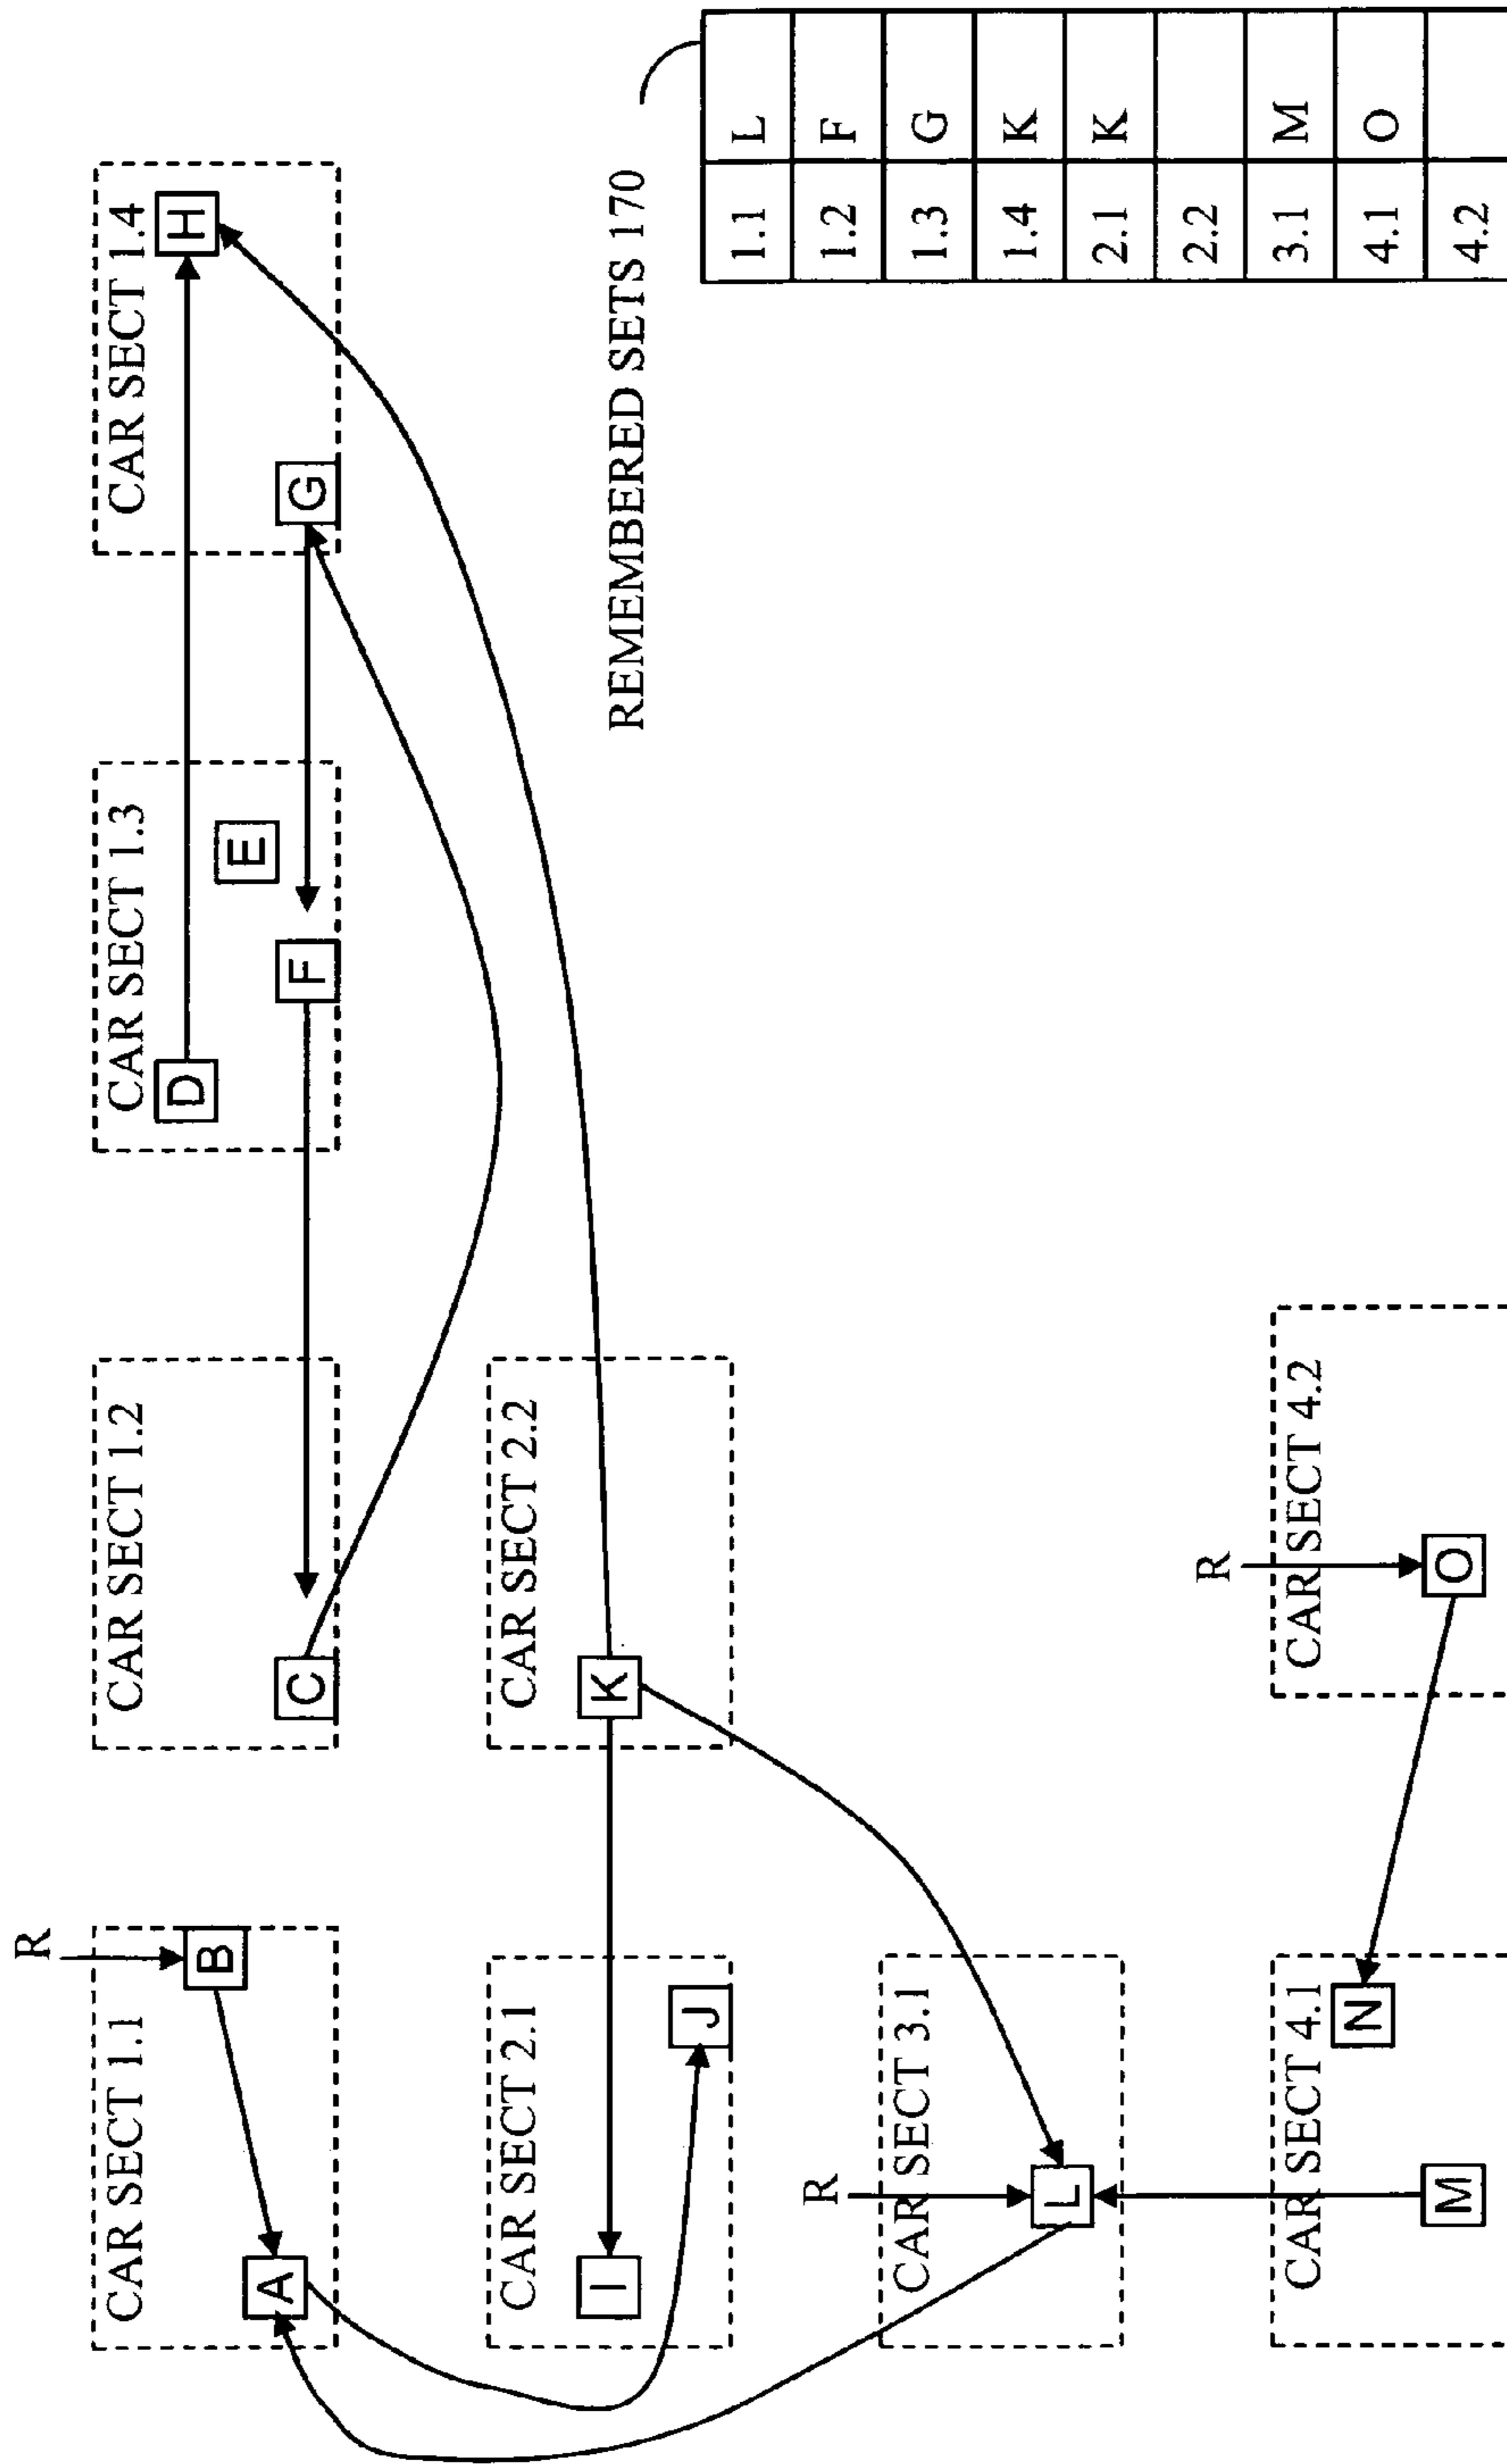 R
CAR SECT 1.1
CAR SECT 1.2
CAR SECT 1.3
CAR SECT 1.4
B
D
H
E
A
C
F
G
CAR SECT 2.1
CAR SECT 2.2
I
K
J
REMEMBERED SETS 170
1.1 L
1.2 F
1.3 G
1.4 K
2.1 K
2.2
3.1 M
4.1 O
4.2
R
CAR SECT 3.1
L
R
CAR SECT 4.1
CAR SECT 4.2
N
M
O